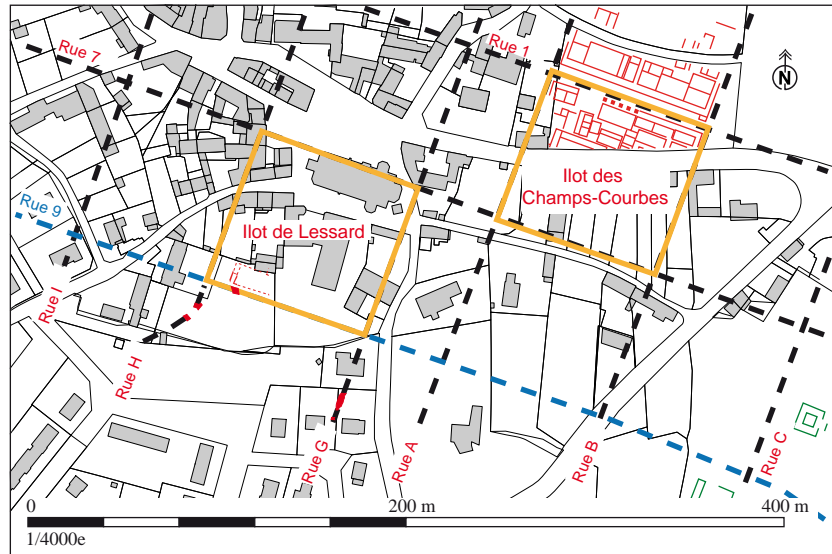 Rue 7
Rue 1
N
Ilot des
Champs-Courbes
Rue 9
Ilot de Lessard
Rue I
Rue H
Rue G
Rue A
Rue B
Rue C
0
200 m
400 m
1/4000e